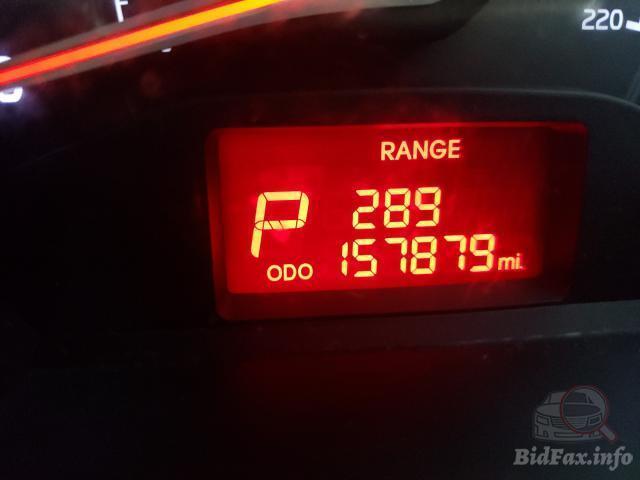 F
220
RANGE
P 289
ODO 157879 mi.
BidFax.info